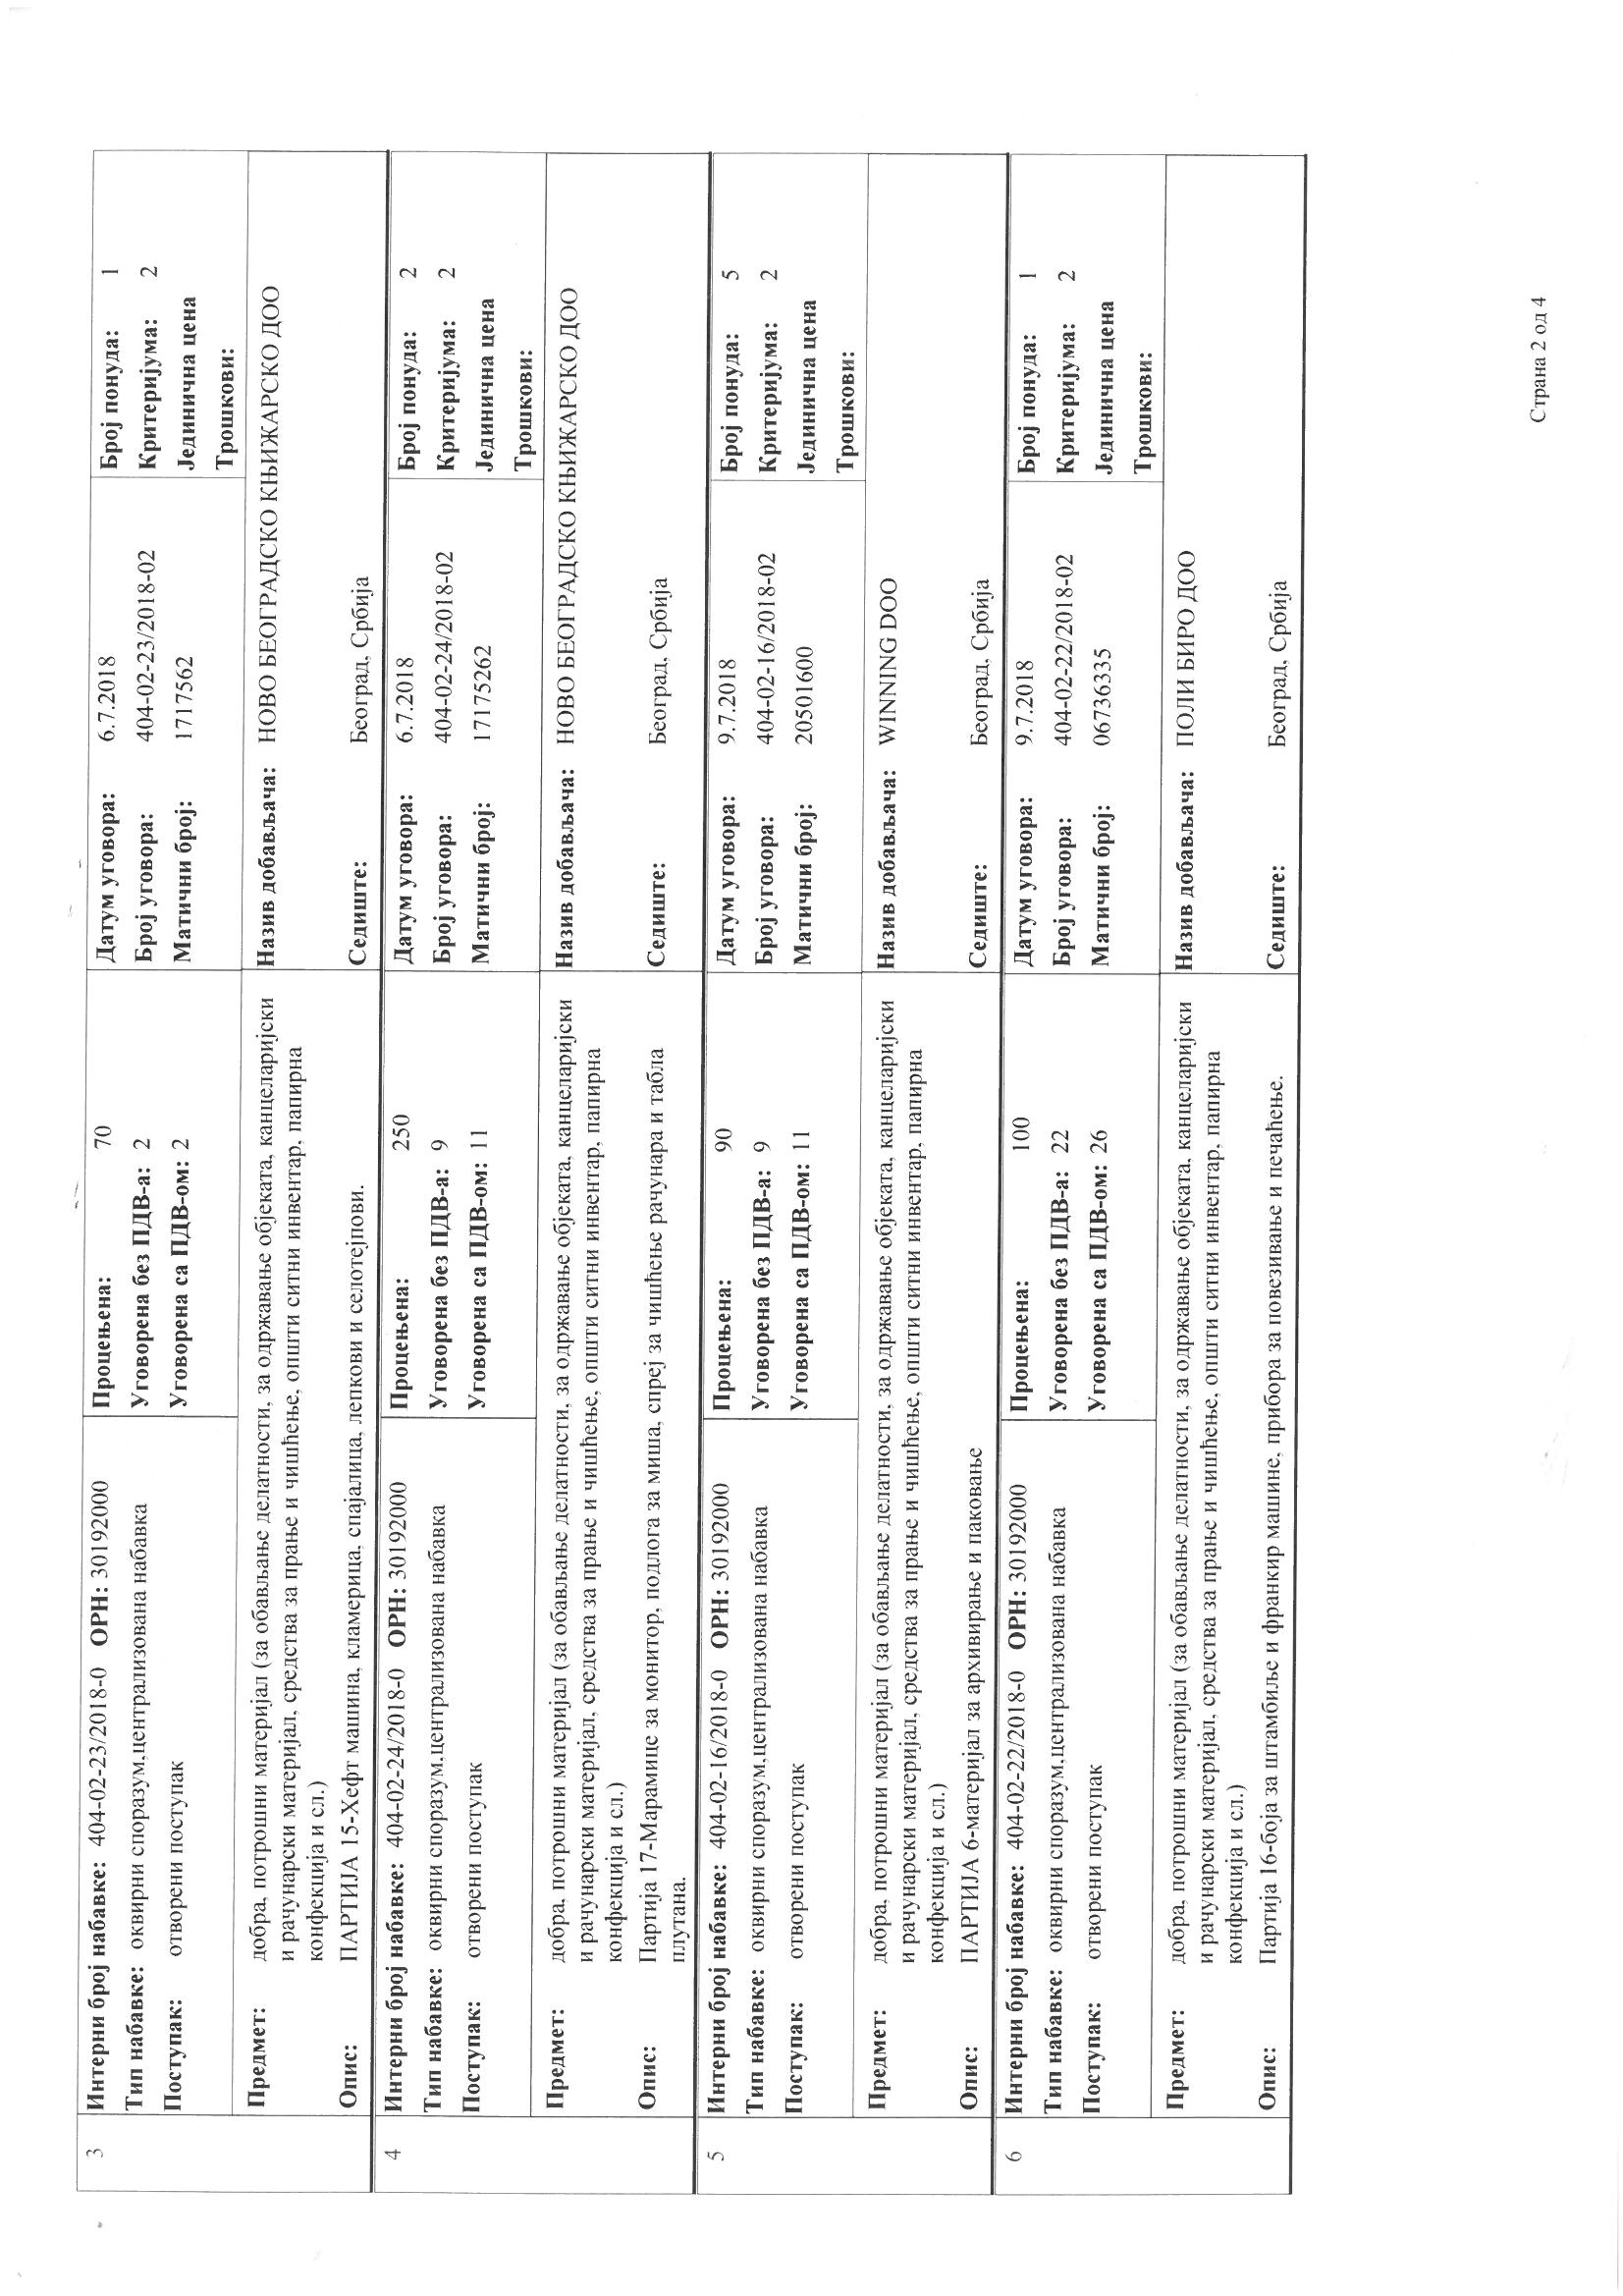 3
Интерни број набавке: 404-02-23/2018-0 ОРН: 30192000
Тип набавке: оквирни споразум,централизована набавка
Поступак: отворени поступак
Процењена: 70
Уговорена без ПДВ-а: 2
Уговорена са ПДВ-ом: 2
Датум уговора: 6.7.2018
Број уговора: 404-02-23/2018-02
Матични број: 1717562
Број понуда: 1
Критеријума: 2
Јединична цена
Трошкови:
Предмет: добра, потрошни материјал (за обављање делатности, за одржавање објеката, канцеларијски
и рачунарски материјал, средства за прање и чишћење, општи ситни инвентар, папирна
конфекција и сл.)
Опис: ПАРТИЈА 15-Хефт машина, кламерица, спајалица, лепкови и селотејпови.
Назив добављача: НОВО БЕОГРАДСКО КЊИЖАРСКО ДОО
Седиште: Београд, Србија
4
Интерни број набавке: 404-02-24/2018-0 ОРН: 30192000
Тип набавке: оквирни споразум,централизована набавка
Поступак: отворени поступак
Процењена: 250
Уговорена без ПДВ-а: 9
Уговорена са ПДВ-ом: 11
Датум уговора: 6.7.2018
Број уговора: 404-02-24/2018-02
Матични број: 17175262
Број понуда: 2
Критеријума: 2
Јединична цена
Трошкови:
Предмет: добра, потрошни материјал (за обављање делатности, за одржавање објеката, канцеларијски
и рачунарски материјал, средства за прање и чишћење, општи ситни инвентар, папирна
конфекција и сл.)
Опис: Партија 17-Марамице за монитор, подлога за миша, спреј за чишћење рачунара и табла
плутана.
Назив добављача: НОВО БЕОГРАДСКО КЊИЖАРСКО ДОО
Седиште: Београд, Србија
5
Интерни број набавке: 404-02-16/2018-0 ОРН: 30192000
Тип набавке: оквирни споразум,централизована набавка
Поступак: отворени поступак
Процењена: 90
Уговорена без ПДВ-а: 9
Уговорена са ПДВ-ом: 11
Датум уговора: 9.7.2018
Број уговора: 404-02-16/2018-02
Матични број: 20501600
Број понуда: 5
Критеријума: 2
Јединична цена
Трошкови:
Предмет: добра, потрошни материјал (за обављање делатности, за одржавање објеката, канцеларијски
и рачунарски материјал, средства за прање и чишћење, општи ситни инвентар, папирна
конфекција и сл.)
Опис: ПАРТИЈА 6-материјал за архивирање и паковање
Назив добављача: WINNING DOO
Седиште: Београд, Србија
6
Интерни број набавке: 404-02-22/2018-0 ОРН: 30192000
Тип набавке: оквирни споразум,централизована набавка
Поступак: отворени поступак
Процењена: 100
Уговорена без ПДВ-а: 22
Уговорена са ПДВ-ом: 26
Датум уговора: 9.7.2018
Број уговора: 404-02-22/2018-02
Матични број: 06736335
Број понуда: 1
Критеријума: 2
Јединична цена
Трошкови:
Предмет: добра, потрошни материјал (за обављање делатности, за одржавање објеката, канцеларијски
и рачунарски материјал, средства за прање и чишћење, општи ситни инвентар, папирна
конфекција и сл.)
Опис: Партија 16-боја за штамбиље и франкир машине, прибора за повезивање и печаћење.
Назив добављача: ПОЛИ БИРО ДОО
Седиште: Београд, Србија
Страна 2 од 4